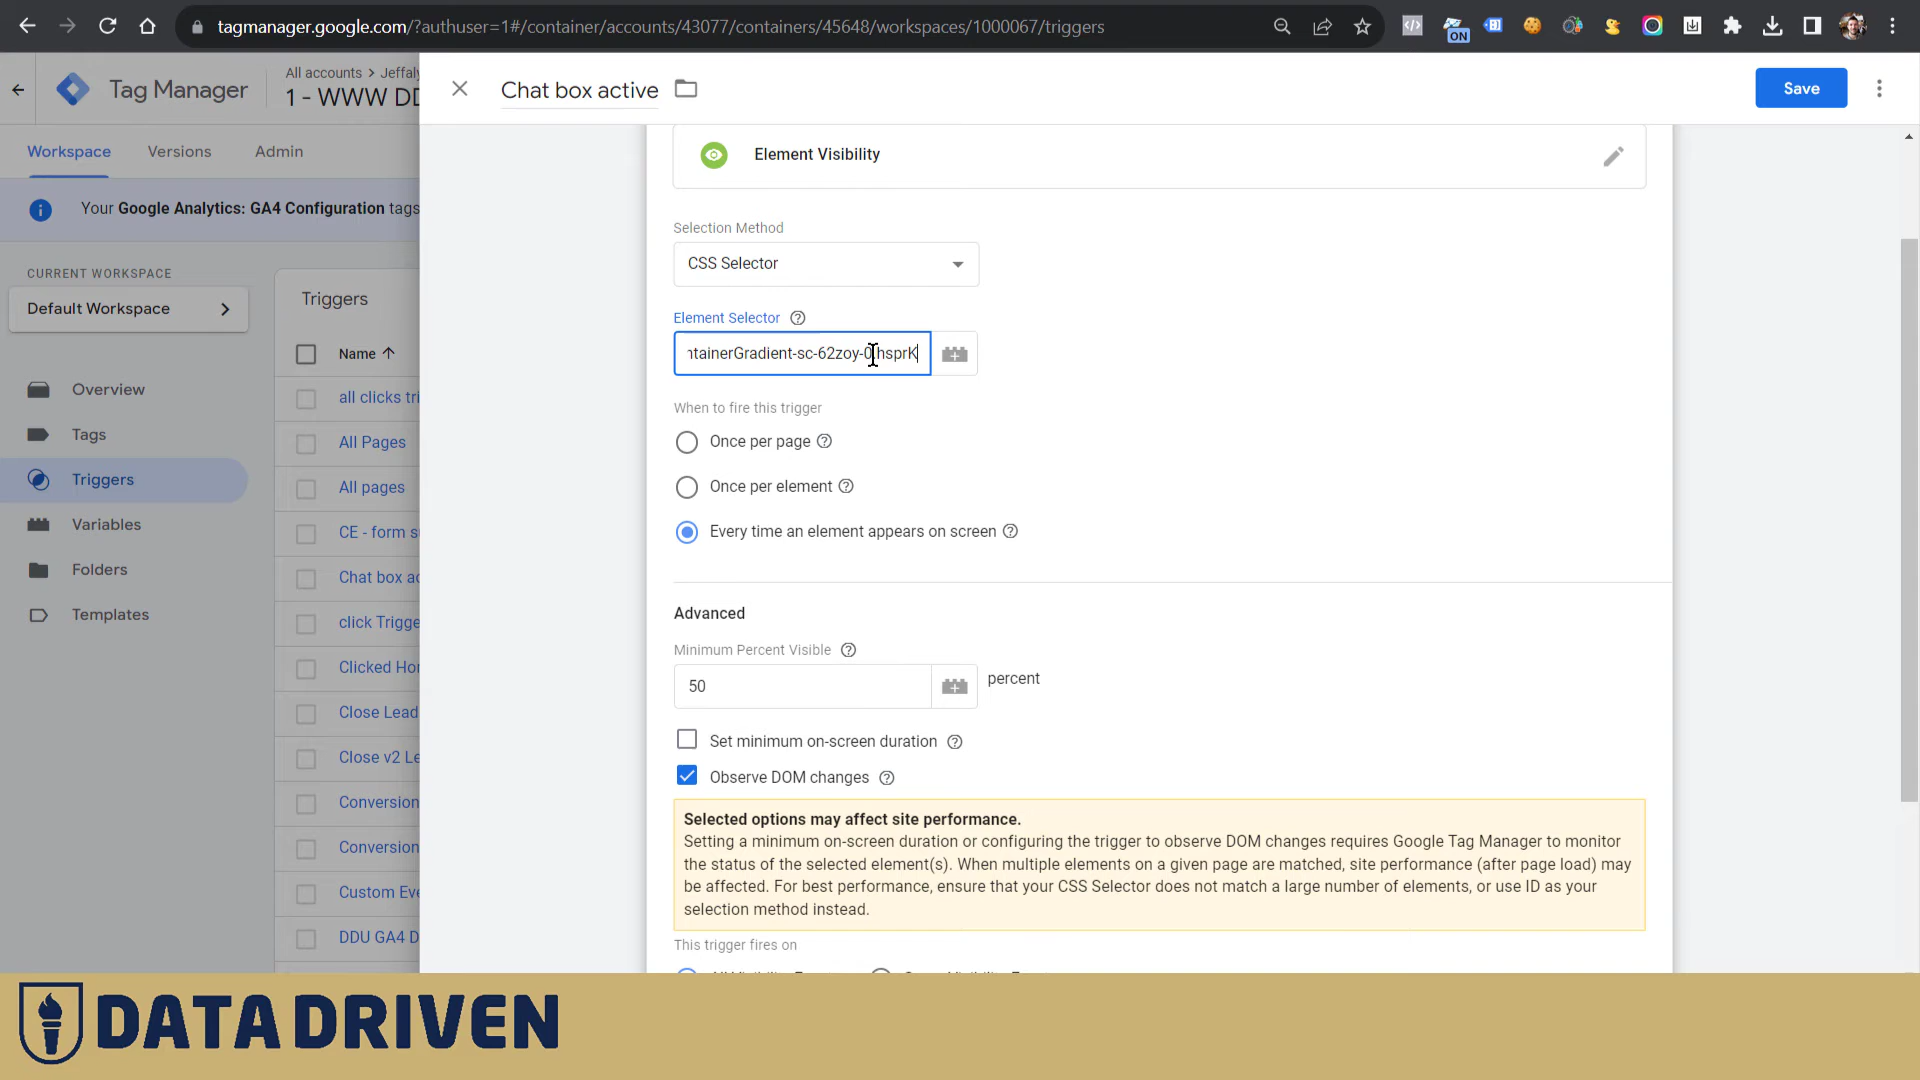 tagmanager.google.com/?authuser=1#/container/accounts/43077/containers/45648/workspaces/1000067/triggers
ON
Tag Manager
All accounts > Jeffaly
1 - WWW DD
Chat box active
Save
Workspace
Versions
Admin
Your Google Analytics: GA4 Configuration tags
CURRENT WORKSPACE
Default Workspace
Overview
Tags
Triggers
Variables
Folders
Templates
Triggers
Name
all clicks tri
All Pages
All pages
CE - form s
Chat box ac
click Trigge
Clicked Ho
Close Lead
Close v2 Le
Conversion
Conversion
Custom Eve
DDU GA4 D
Element Visibility
Selection Method
CSS Selector
Element Selector
ntainerGradient-sc-62zoy-0.hsprK
When to fire this trigger
Once per page
Once per element
Every time an element appears on screen
Advanced
Minimum Percent Visible
50
percent
Set minimum on-screen duration
Observe DOM changes
Selected options may affect site performance.
Setting a minimum on-screen duration or configuring the trigger to observe DOM changes requires Google Tag Manager to monitor
the status of the selected element(s). When multiple elements on a given page are matched, site performance (after page load) may
be affected. For best performance, ensure that your CSS Selector does not match a large number of elements, or use ID as your
selection method instead.
This trigger fires on
DATA DRIVEN